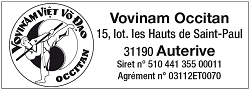 VOVINAM VIỆT VÕ ĐẠO
OCCITAN
Vovinam Occitan
15, lot. les Hauts de Saint-Paul
31190 Auterive
Siret n° 510 441 355 00011
Agrément n° 03112ET0070